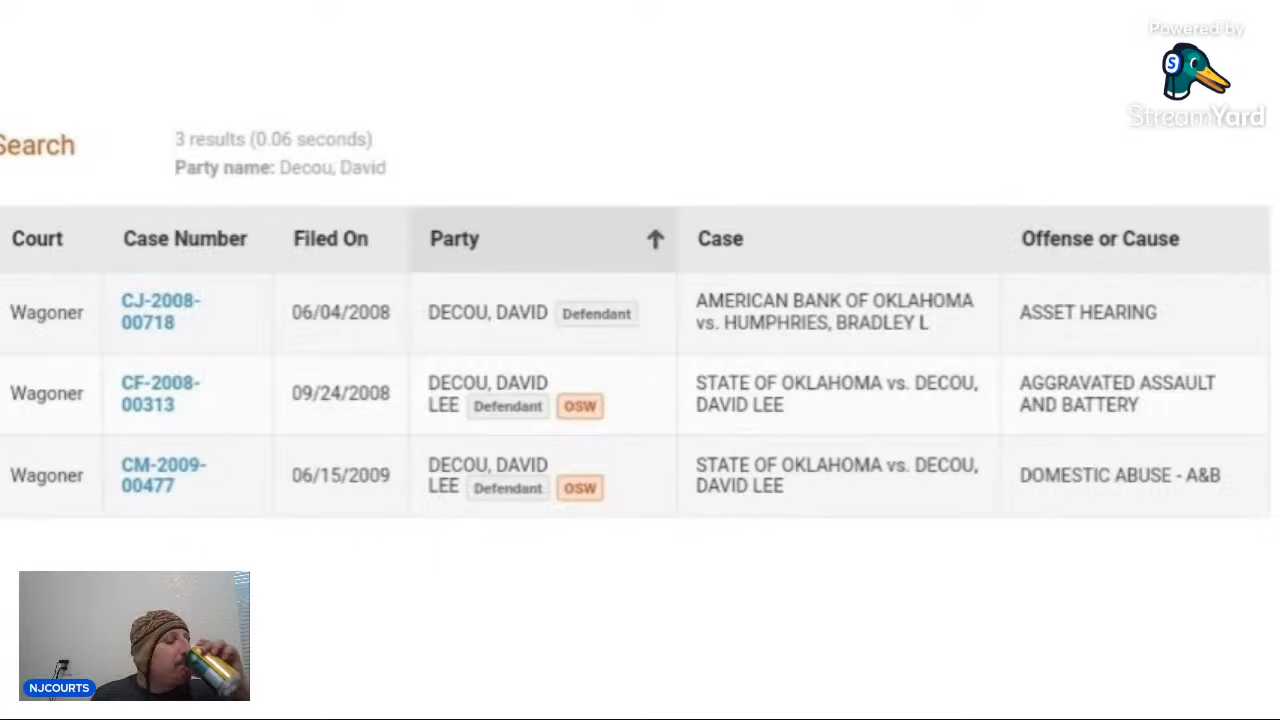 Powered by
StreamYard
Search
3 results (0.06 seconds)
Party name: Decou, David
Court Case Number Filed On Party Case Offense or Cause
Wagoner
CJ-2008-
00718
06/04/2008
DECOU, DAVID Defendant
AMERICAN BANK OF OKLAHOMA
vs. HUMPHRIES, BRADLEY L
ASSET HEARING
Wagoner
CF-2008-
00313
09/24/2008
DECOU, DAVID
LEE Defendant OSW
STATE OF OKLAHOMA vs. DECOU,
DAVID LEE
AGGRAVATED ASSAULT
AND BATTERY
Wagoner
CM-2009-
00477
06/15/2009
DECOU, DAVID
LEE Defendant OSW
STATE OF OKLAHOMA vs. DECOU,
DAVID LEE
DOMESTIC ABUSE - A&B
NJCOURTS